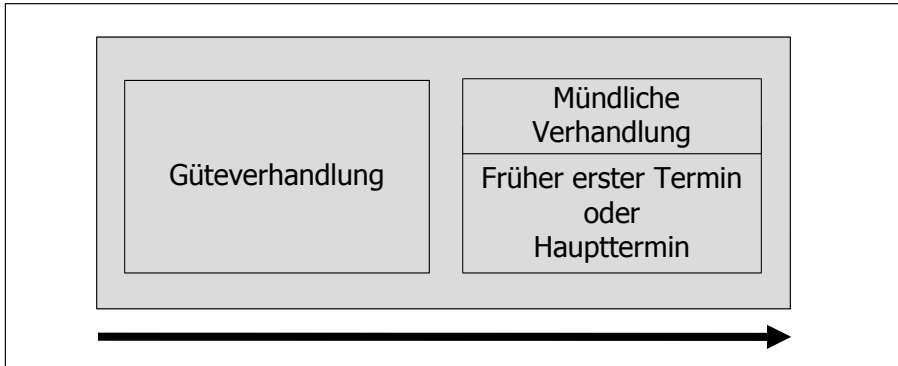 Güteverhandlung
Mündliche
Verhandlung
Früher erster Termin
oder
Haupttermin